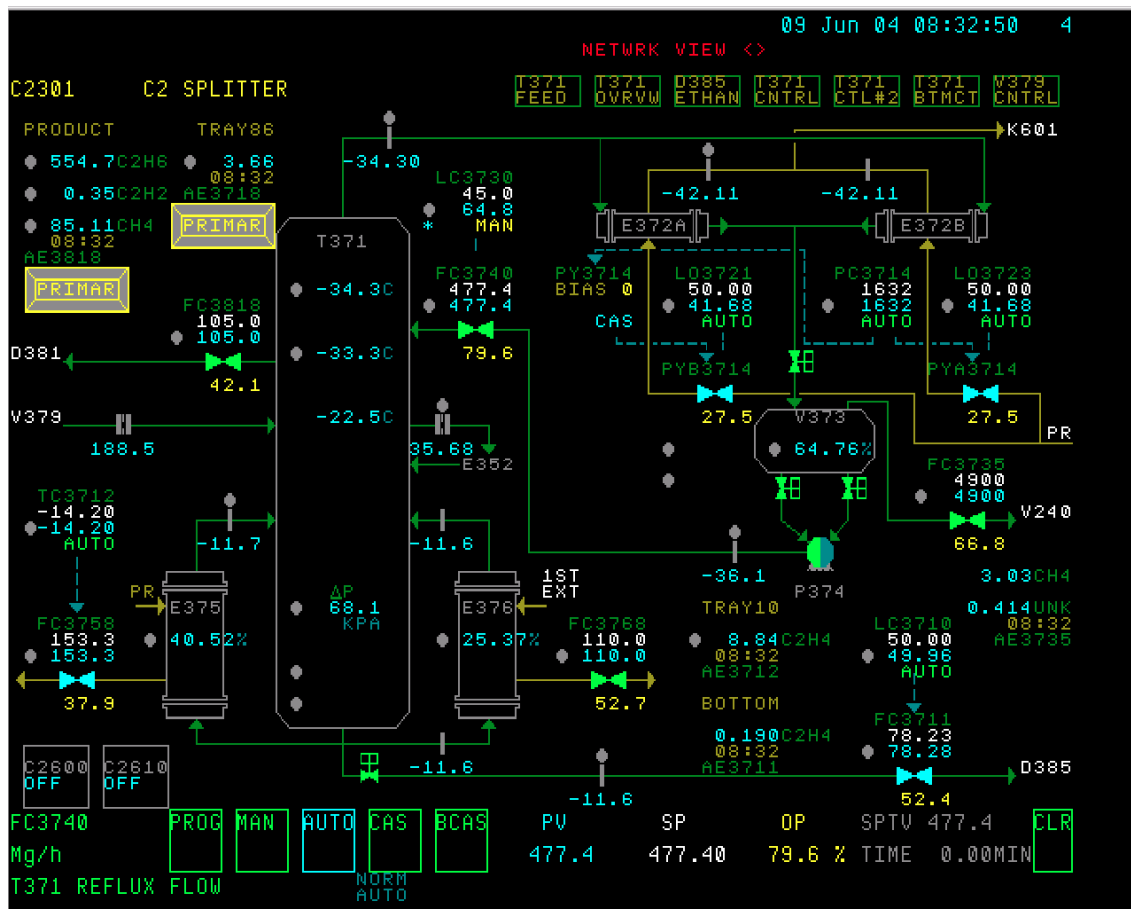 09 Jun 04 08:32:50 4
NETWRK VIEW <>
C2301 C2 SPLITTER
T371 FEED
T371 OVRVW
D385 ETHAN
T371 CNTRL
T371 CTL#2
T371 BTMCT
V379 CNTRL
PRODUCT
554.7C2H6
0.35C2H2
85.11CH4
08:32
AE3818
PRIMAR
TRAY86
3.66
08:32
AE3718
PRIMAR
-34.30
LC3730
45.0
64.8
* MAN
K601
-42.11
-42.11
E372A
E372B
T371
-34.3C
-33.3C
-22.5C
FC3740
477.4
477.4
79.6
PY3714
BIAS 0
CAS
LO3721
50.00
41.68
AUTO
PC3714
1632
1632
AUTO
LO3723
50.00
41.68
AUTO
FC3818
105.0
105.0
42.1
D381
PYB3714
27.5
PYA3714
27.5
V379
188.5
35.68
E352
V373
64.76%
PR
FC3735
4900
4900
66.8
V240
TC3712
-14.20
-14.20
AUTO
-11.7
-11.6
-36.1
P374
PR
E375
40.52%
ΔP
68.1
KPA
1ST
EXT
E376
25.37%
FC3758
153.3
153.3
37.9
FC3768
110.0
110.0
52.7
TRAY10
8.84C2H4
08:32
AE3712
BOTTOM
0.190C2H4
08:32
AE3711
3.03CH4
0.414UNK
08:32
AE3735
LC3710
50.00
49.96
AUTO
FC3711
78.23
78.28
52.4
D385
-11.6
-11.6
C2600
OFF
C2610
OFF
FC3740
Mg/h
T371 REFLUX FLOW
PROG
MAN
AUTO
CAS
BCAS
NORM
AUTO
PV SP OP SPTV 477.4
477.4 477.40 79.6 % TIME 0.00MIN
CLR